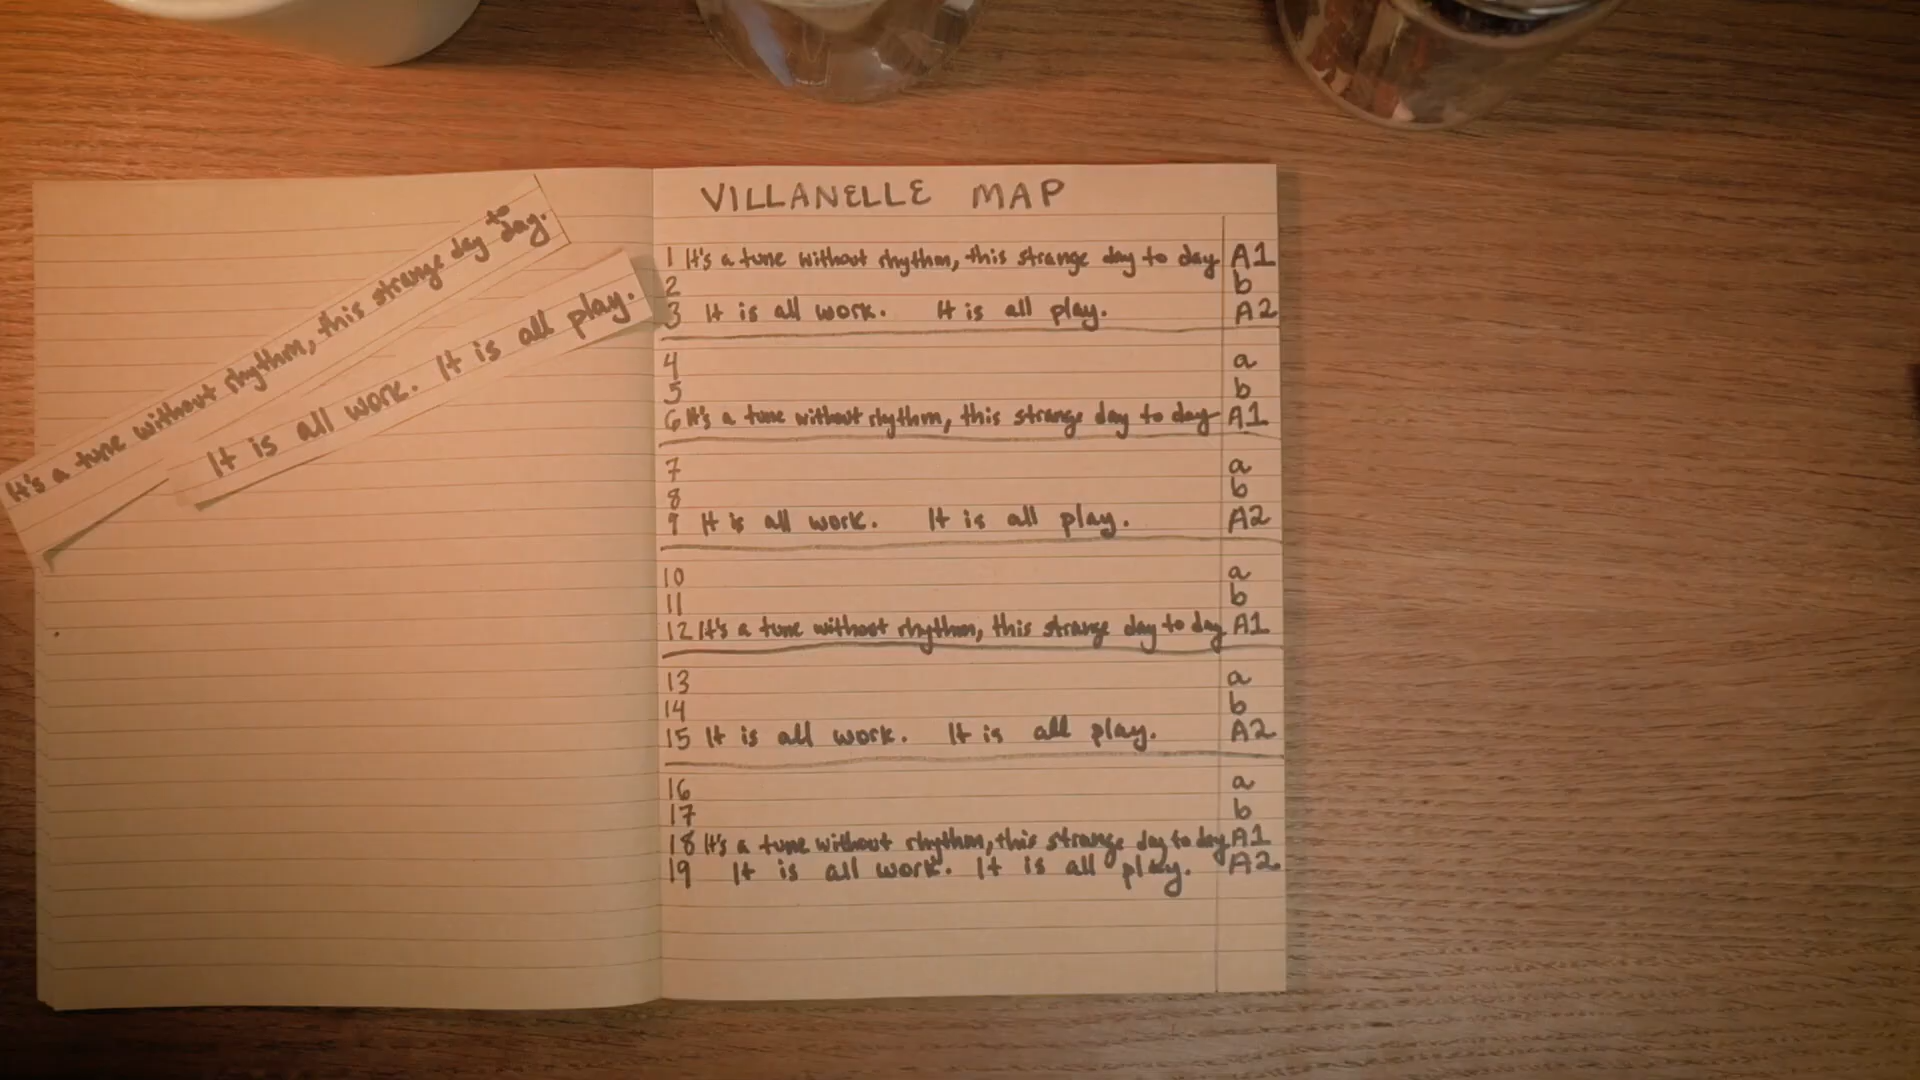 It's a tune without rhythm, this strange day to day.
It is all work. It is all play.
VILLANELLE MAP
1 It's a tune without rhythm, this strange day to day A1
2 b
3 It is all work. It is all play. A2
4 a
5 b
6 It's a tune without rhythm, this strange day to day A1
7 a
8 b
9 It is all work. It is all play. A2
10 a
11 b
12 It's a tune without rhythm, this strange day to day A1
13 a
14 b
15 It is all work. It is all play. A2
16 a
17 b
18 It's a tune without rhythm, this strange day to day A1
19 It is all work. It is all play. A2